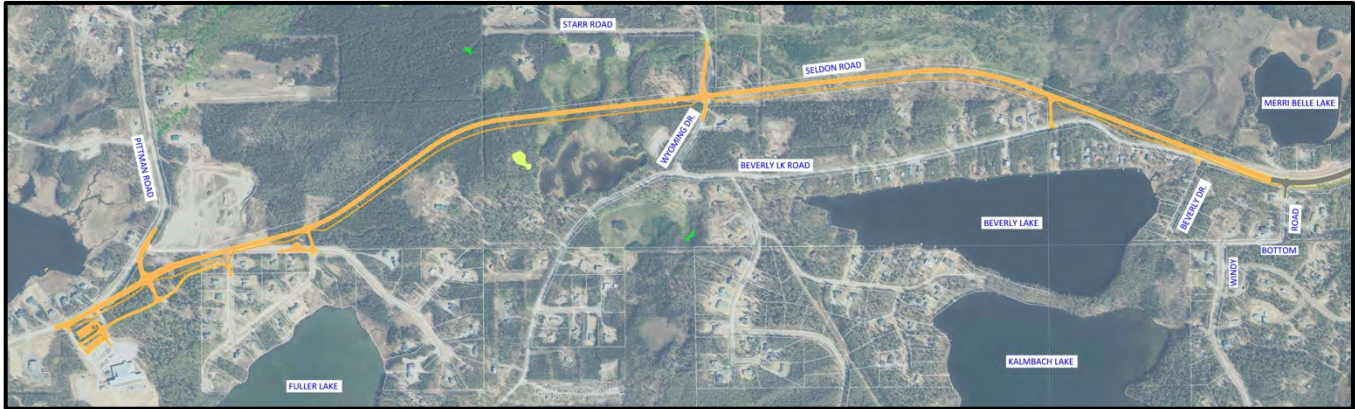 STARR ROAD
SELDON ROAD
MERRI BELLE LAKE
PITTMAN ROAD
WYOMING DR.
BEVERLY LK ROAD
BEVERLY LAKE
BEVERLY DR.
ROAD
BOTTOM
WINDY
KALMBACH LAKE
FULLER LAKE